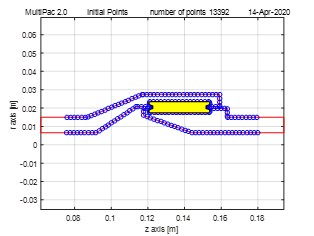 MultiPac 2.0 Initial Points number of points 13392 14-Apr-2020
0.06
0.05
0.04
0.03
0.02
0.01
0
-0.01
-0.02
-0.03
r axis [m]
0.08 0.1 0.12 0.14 0.16 0.18
z axis [m]